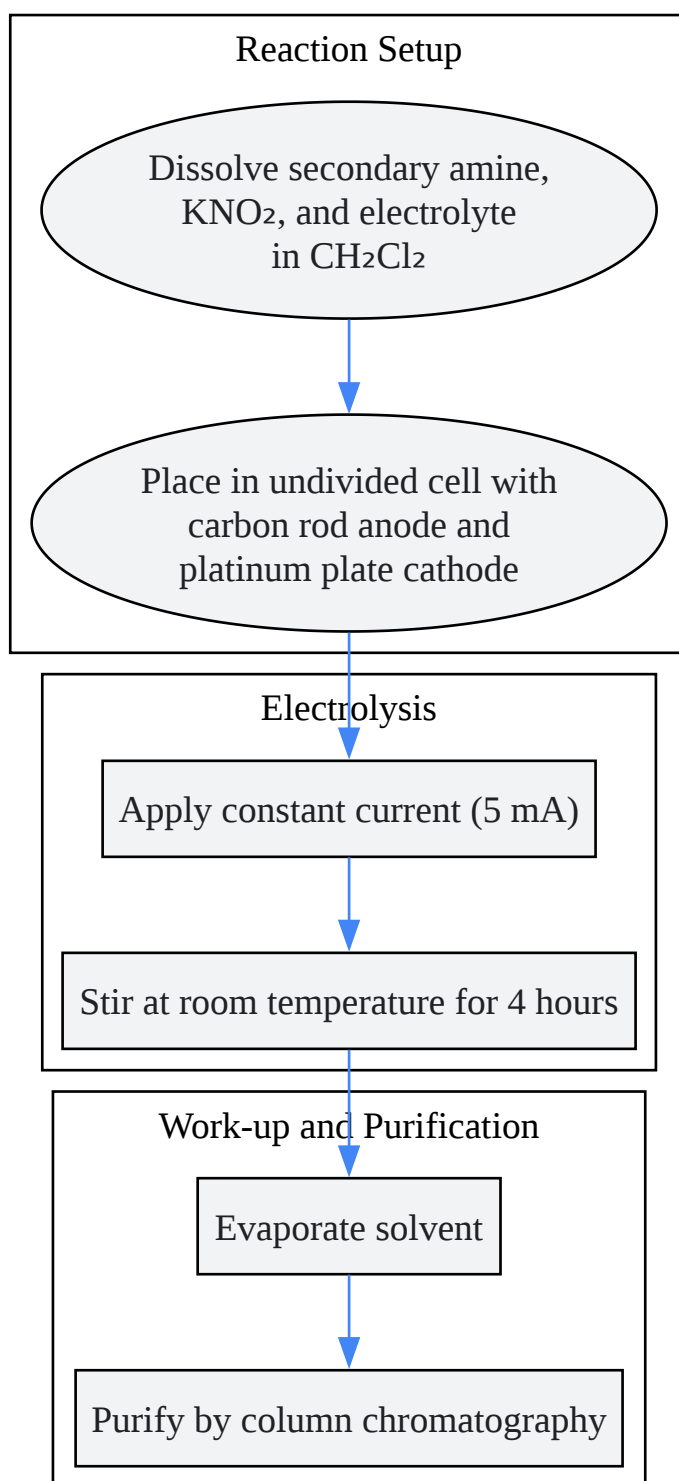 Reaction Setup
Dissolve secondary amine,
KNO₂, and electrolyte
in CH₂Cl₂
Place in undivided cell with
carbon rod anode and
platinum plate cathode
Electrolysis
Apply constant current (5 mA)
Stir at room temperature for 4 hours
Work-up and Purification
Evaporate solvent
Purify by column chromatography